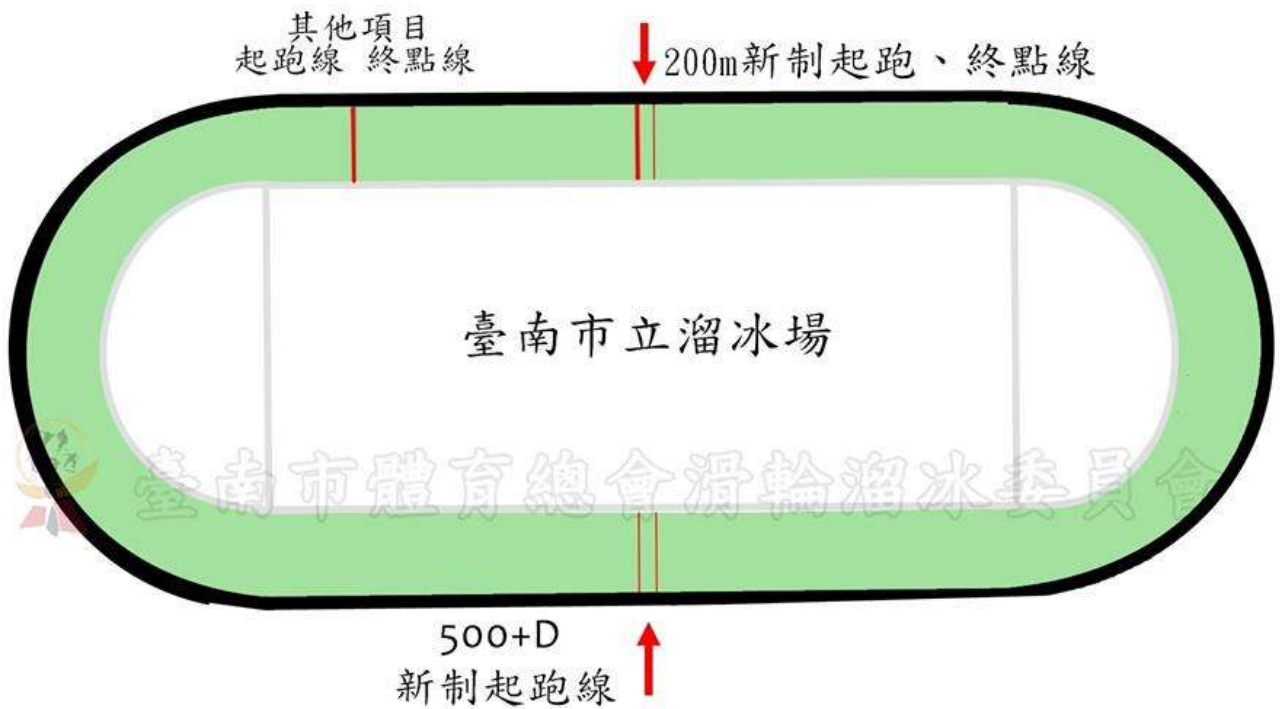 其他項目
起跑線 終點線
200m新制起跑、終點線
臺南市立溜冰場
臺南市體育總會滑輪溜冰委員會
500+D
新制起跑線